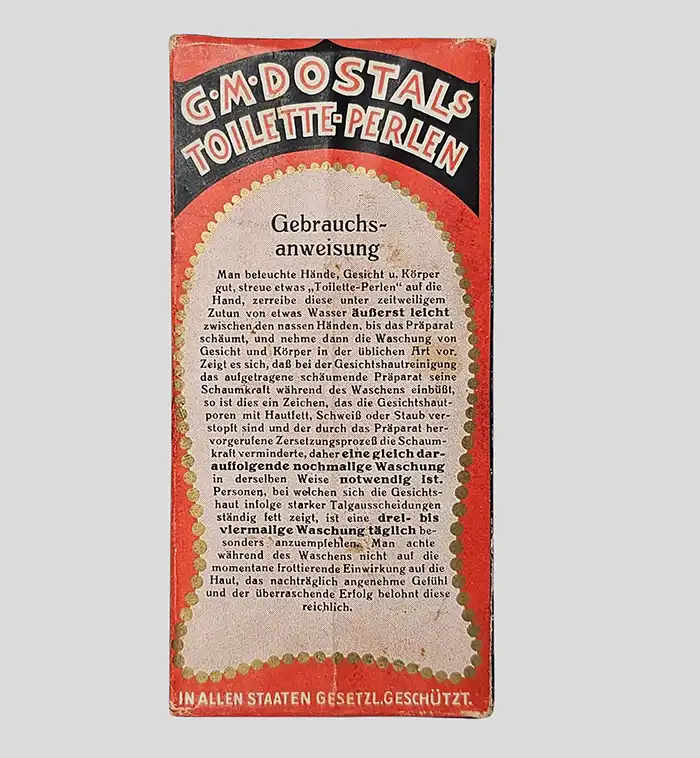 G·M·DOSTALs
TOILETTE-PERLEN
Gebrauchs-
anweisung
Man befeuchte Hände, Gesicht u. Körper
gut, streue etwas „Toilette-Perlen“ auf die
Hand, zerreibe diese unter zeitweiligem
Zutun von etwas Wasser äußerst leicht
zwischen den nassen Händen, bis das Präparat
schäumt, und nehme dann die Waschung von
Gesicht und Körper in der üblichen Art vor.
Zeigt es sich, daß bei der Gesichtshautreinigung
das aufgetragene schäumende Präparat seine
Schaumkraft während des Waschens einbüßt,
so ist dies ein Zeichen, das die Gesichtshaut-
poren mit Hautfett, Schweiß oder Staub ver-
stopft sind und der durch das Präparat her-
vorgerufene Zersetzungsprozeß die Schaum-
kraft verminderte, daher eine gleich dar-
auffolgende nochmalige Waschung
in derselben Weise notwendig ist.
Personen, bei welchen sich die Gesichts-
haut infolge starker Talgausscheidungen
ständig fett zeigt, ist eine drei- bis
viermalige Waschung täglich be-
sonders anzuempfehlen. Man achte
während des Waschens nicht auf die
momentane frottierende Einwirkung auf die
Haut, das nachträglich angenehme Gefühl
und der überraschende Erfolg belohnt diese
reichlich.
IN ALLEN STAATEN GESETZL.GESCHÜTZT.